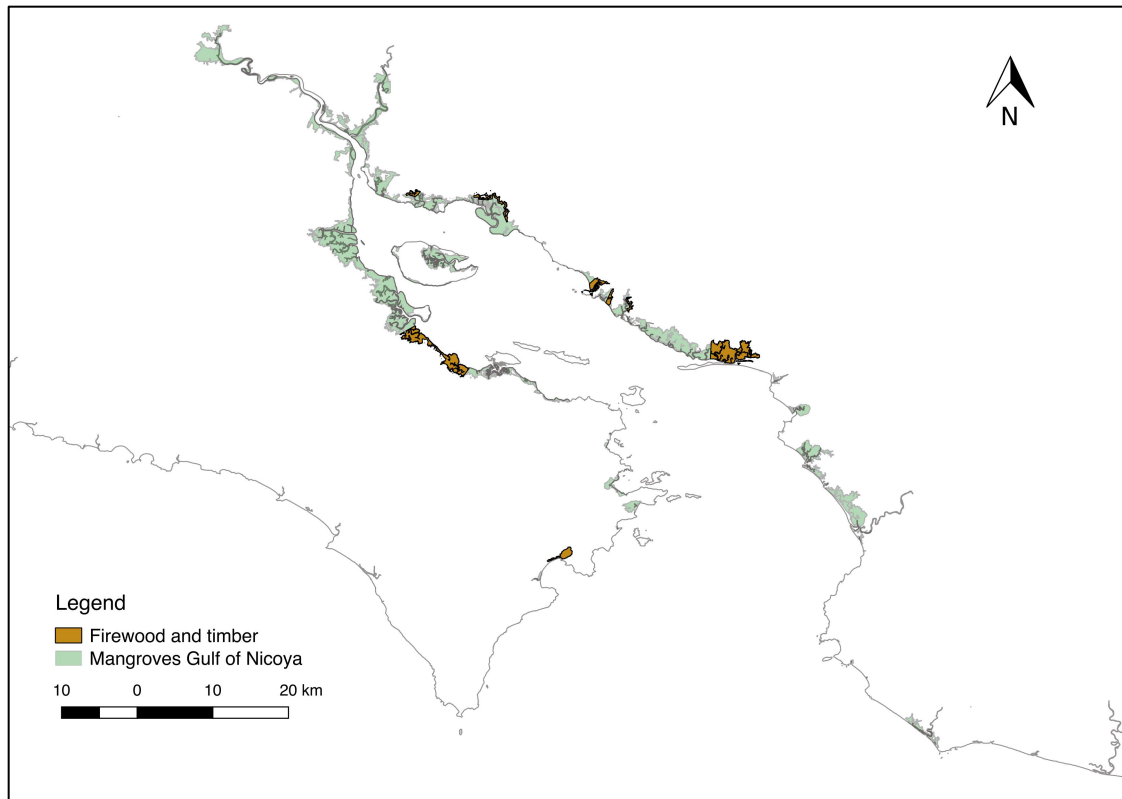 N
Legend
Firewood and timber
Mangroves Gulf of Nicoya
10 0 10 20 km